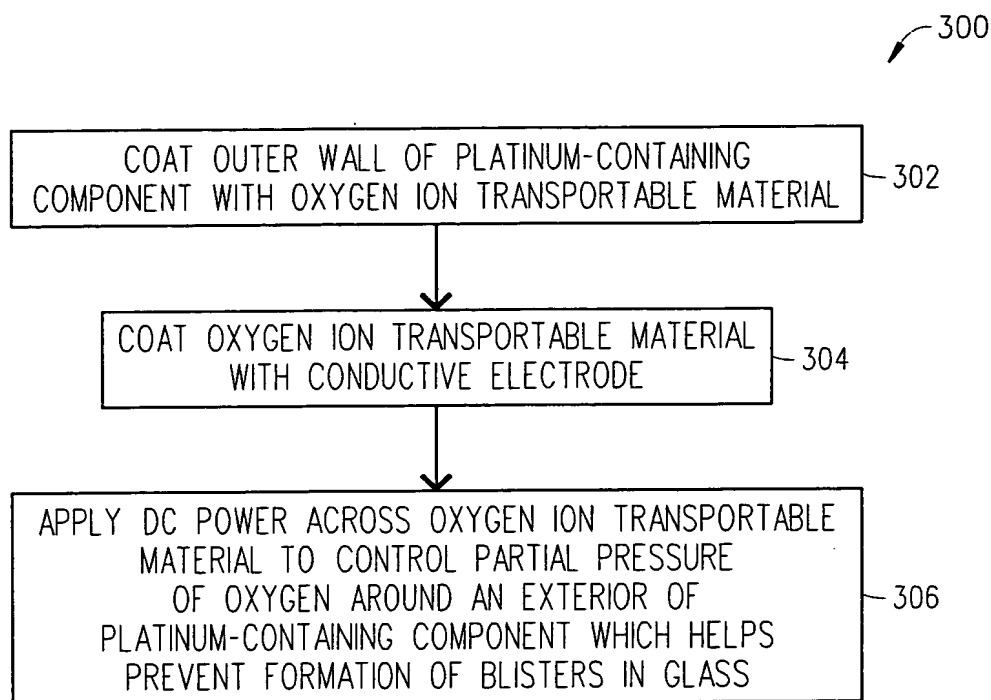 300
COAT OUTER WALL OF PLATINUM-CONTAINING
COMPONENT WITH OXYGEN ION TRANSPORTABLE MATERIAL
302
COAT OXYGEN ION TRANSPORTABLE MATERIAL
WITH CONDUCTIVE ELECTRODE
304
APPLY DC POWER ACROSS OXYGEN ION TRANSPORTABLE
MATERIAL TO CONTROL PARTIAL PRESSURE
OF OXYGEN AROUND AN EXTERIOR OF
PLATINUM-CONTAINING COMPONENT WHICH HELPS
PREVENT FORMATION OF BLISTERS IN GLASS
306